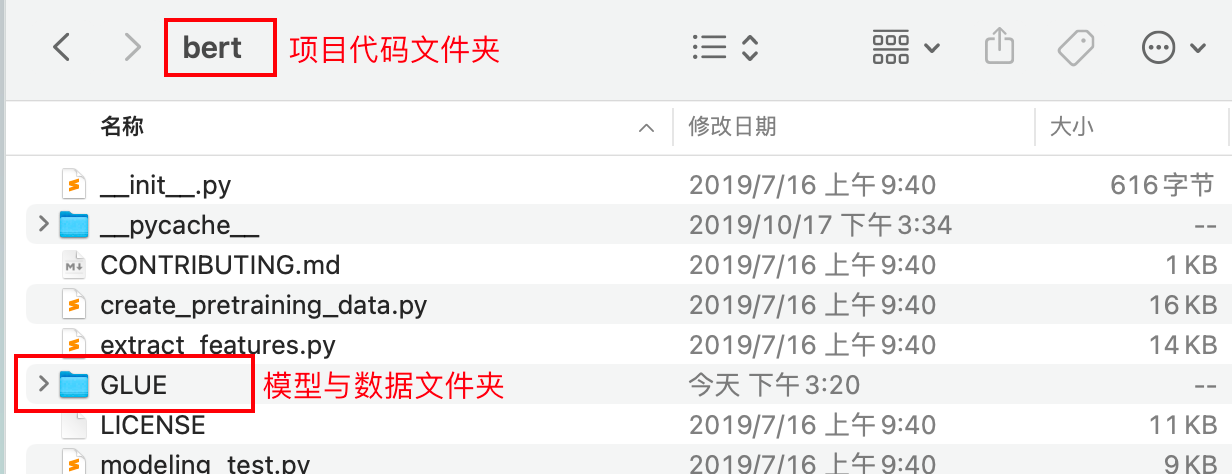 bert 项目代码文件夹
名称 修改日期 大小
__init__.py 2019/7/16 上午9:40 616字节
__pycache__ 2019/10/17 下午3:34 --
CONTRIBUTING.md 2019/7/16 上午9:40 1 KB
create_pretraining_data.py 2019/7/16 上午9:40 16 KB
extract_features.py 2019/7/16 上午9:40 14 KB
GLUE 模型与数据文件夹 今天 下午3:20 --
LICENSE 2019/7/16 上午9:40 11 KB
modeling_test.py 2019/7/16 上午9:40 9 KB